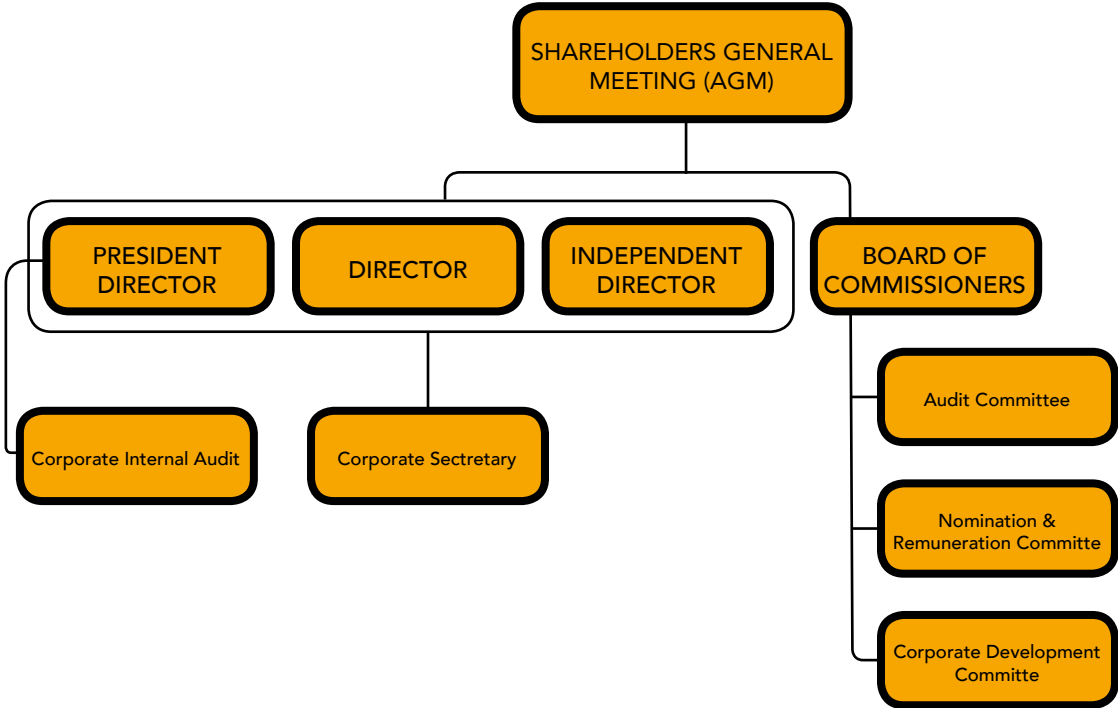 SHAREHOLDERS GENERAL
MEETING (AGM)
PRESIDENT
DIRECTOR
DIRECTOR
INDEPENDENT
DIRECTOR
BOARD OF
COMMISSIONERS
Audit Committee
Corporate Internal Audit
Corporate Sectretary
Nomination &
Remuneration Committe
Corporate Development
Committe